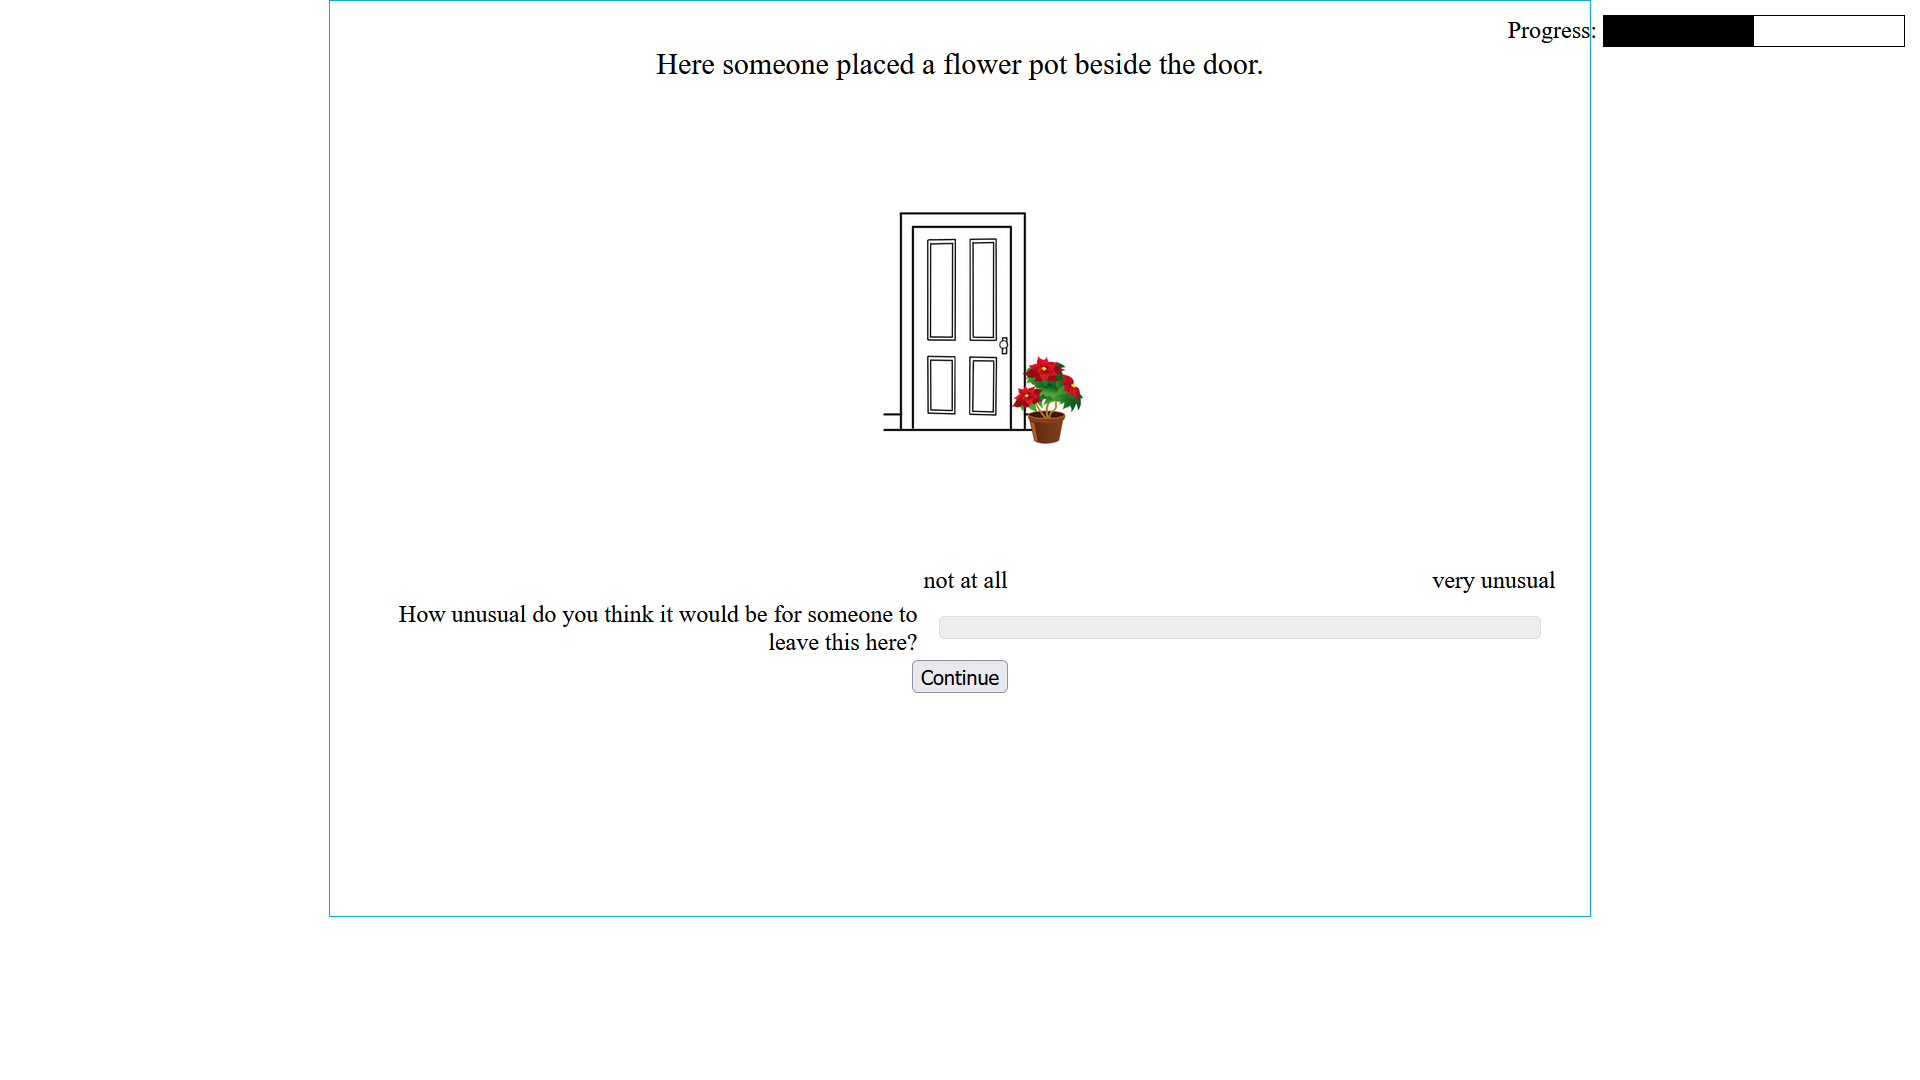 Progress:
Here someone placed a flower pot beside the door.
not at all very unusual
How unusual do you think it would be for someone to
leave this here?
Continue